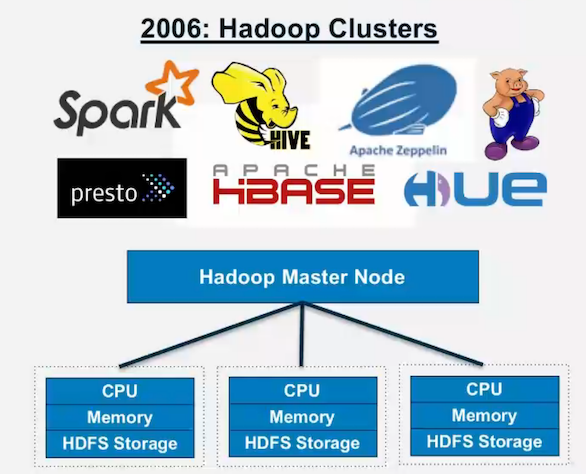 2006: Hadoop Clusters
Spark
HIVE
Apache Zeppelin
presto
APACHE
HBASE
HUE
Hadoop Master Node
CPU
Memory
HDFS Storage
CPU
Memory
HDFS Storage
CPU
Memory
HDFS Storage